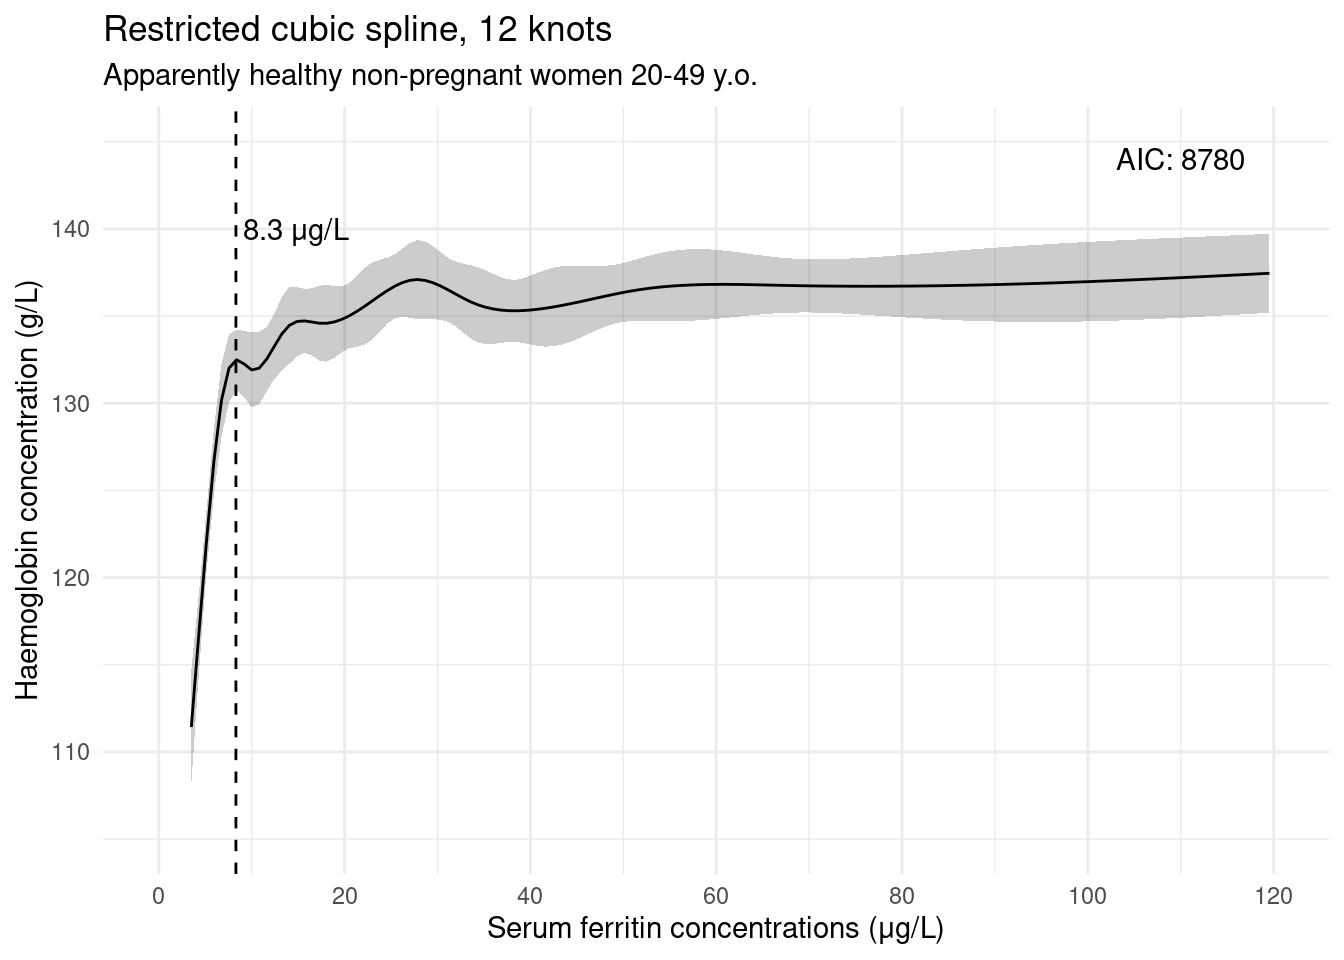 Restricted cubic spline, 12 knots
Apparently healthy non-pregnant women 20-49 y.o.
AIC: 8780
8.3 µg/L
Haemoglobin concentration (g/L)
140
130
120
110
0 20 40 60 80 100 120
Serum ferritin concentrations (µg/L)